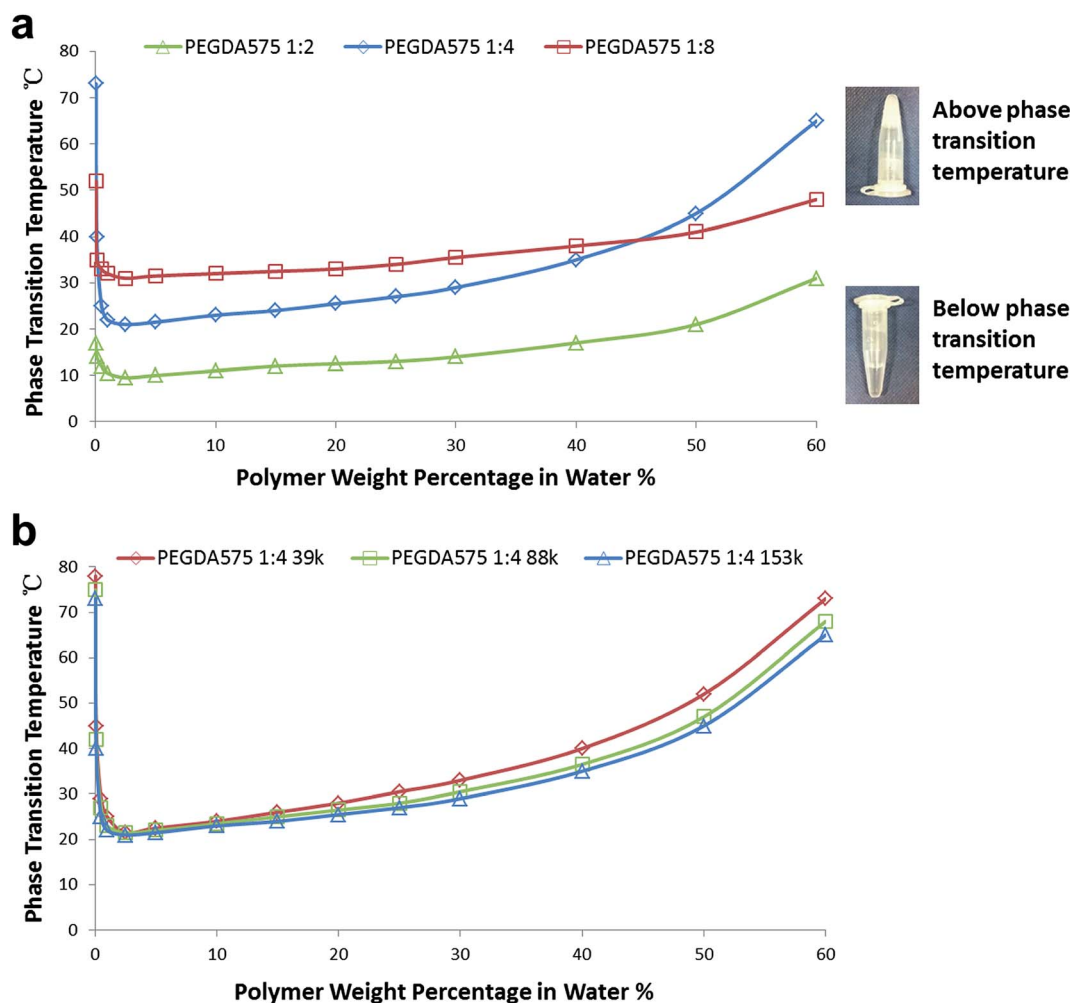 a
PEGDA575 1:2 PEGDA575 1:4 PEGDA575 1:8
80
70
60
50
40
30
20
10
0
Phase Transition Temperature ℃
0 10 20 30 40 50 60
Polymer Weight Percentage in Water %
Above phase
transition
temperature
Below phase
transition
temperature
b
PEGDA575 1:4 39k PEGDA575 1:4 88k PEGDA575 1:4 153k
80
70
60
50
40
30
20
10
0
Phase Transition Temperature ℃
0 10 20 30 40 50 60
Polymer Weight Percentage in Water %